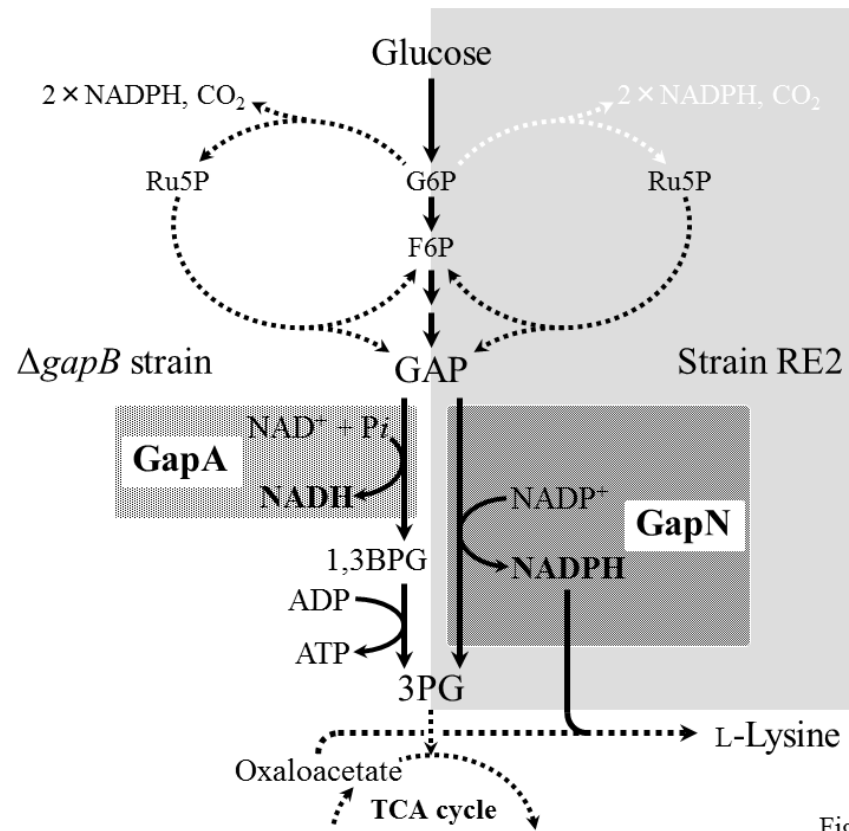 Glucose
2 × NADPH, CO₂
2 × NADPH, CO₂
Ru5P
G6P
Ru5P
F6P
ΔgapB strain
GAP
Strain RE2
NAD⁺ + Pi
GapA
NADH
NADP⁺
GapN
NADPH
1,3BPG
ADP
ATP
3PG
L-Lysine
Oxaloacetate
TCA cycle
Fig